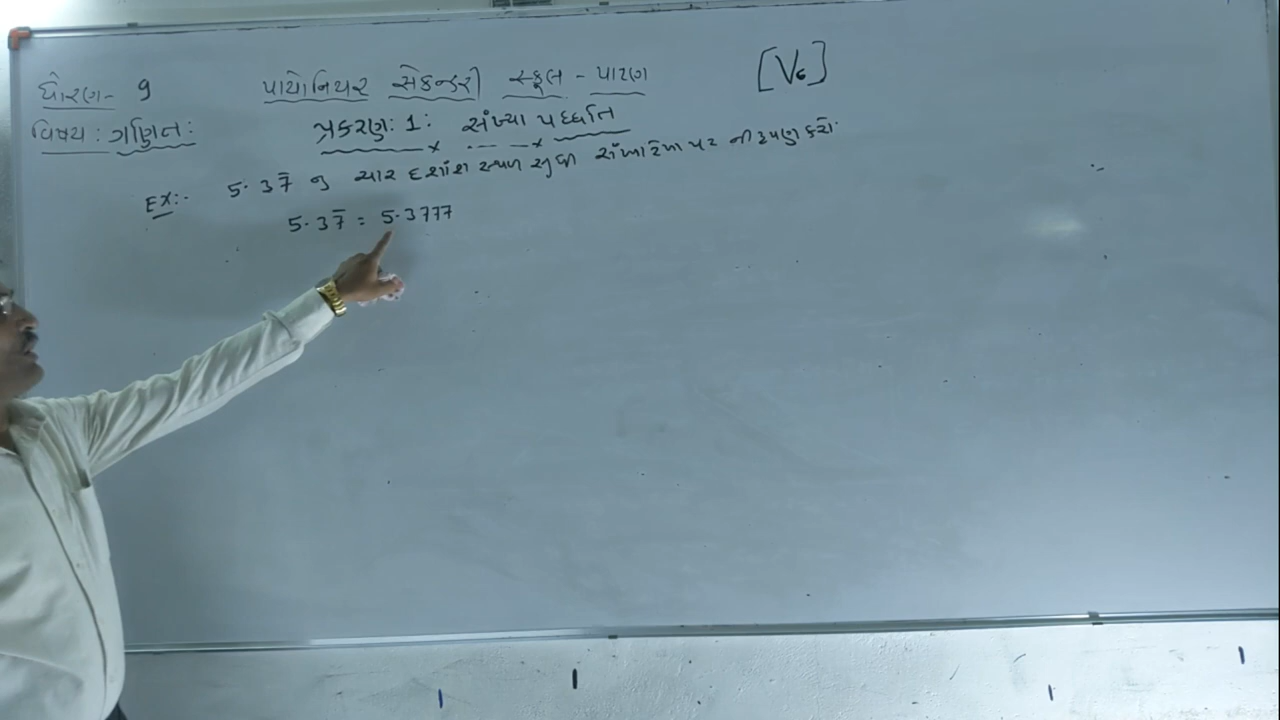 ધોરણ- 9 પાયોનિયર સેકન્ડરી સ્કૂલ - પાટણ [V6]
વિષય: ગણિત: પ્રકરણ: 1: સંખ્યા પધ્ધતિ
Ex:- 5.37̅ નુ ચાર દશાંશ સ્થળ સુધી સંખ્યારેખા પર નીરૂપણ કરો.
5.37̅ = 5.3777